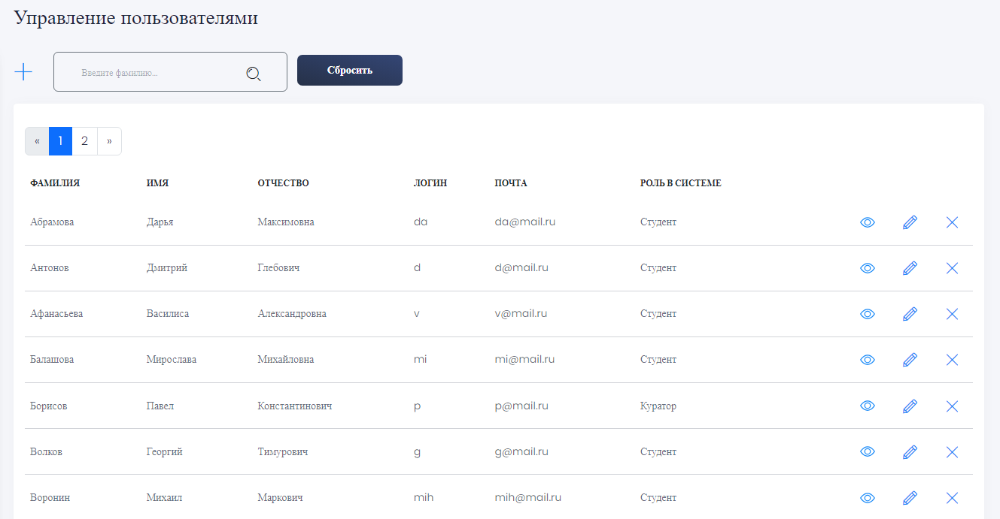 Управление пользователями
Введите фамилию...
Сбросить
« 1 2 »
ФАМИЛИЯ ИМЯ ОТЧЕСТВО ЛОГИН ПОЧТА РОЛЬ В СИСТЕМЕ
Абрамова Дарья Максимовна da da@mail.ru Студент
Антонов Дмитрий Глебович d d@mail.ru Студент
Афанасьева Василиса Александровна v v@mail.ru Студент
Балашова Мирослава Михайловна mi mi@mail.ru Студент
Борисов Павел Константинович p p@mail.ru Куратор
Волков Георгий Тимурович g g@mail.ru Студент
Воронин Михаил Маркович mih mih@mail.ru Студент